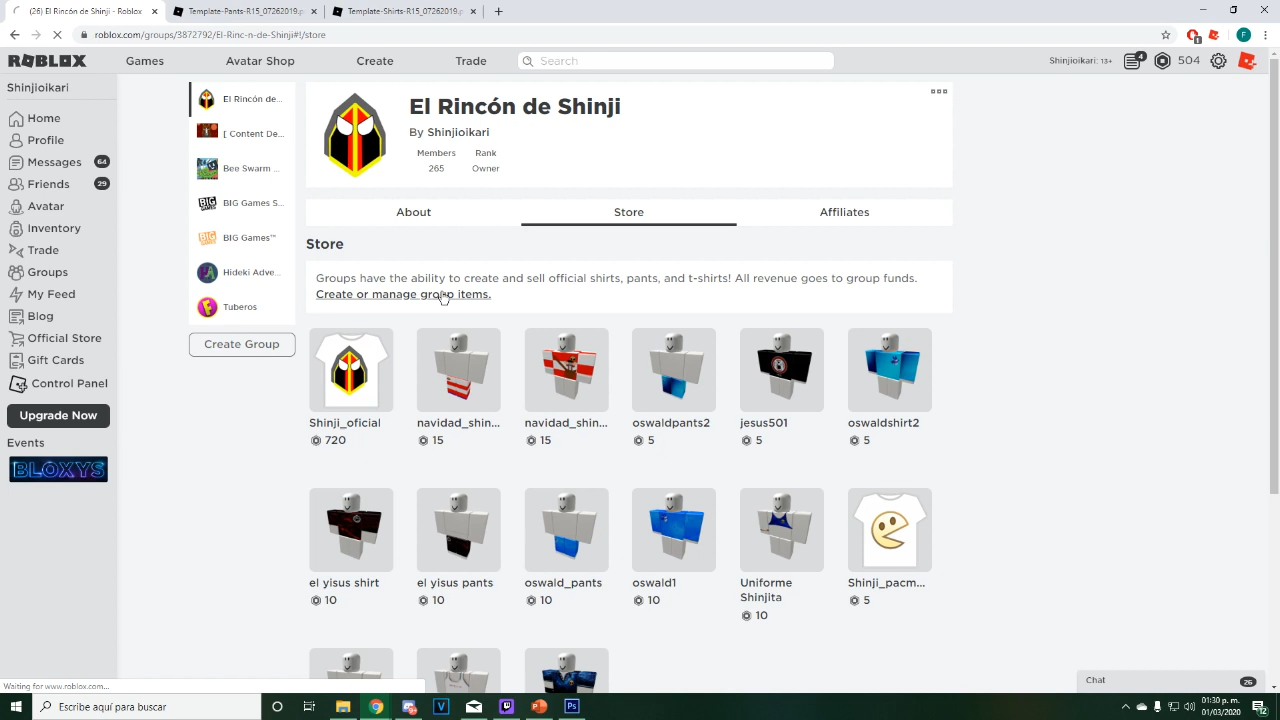 (26) El Rincón de Shinji - Roblox
Template-Pants-R15_07262019.p
Template-Shirts-R15_07262019.p
roblox.com/groups/3872792/El-Rinc-n-de-Shinji#!/store
1
ROBLOX
Games
Avatar Shop
Create
Trade
Search
Shinjioikari: 13+
4
504
Shinjioikari
Home
Profile
Messages 64
Friends 29
Avatar
Inventory
Trade
Groups
My Feed
Blog
Official Store
Gift Cards
Control Panel
Upgrade Now
Events
BLOXYS
El Rincón de...
[ Content De...
Bee Swarm ...
BIG Games S...
BIG Games™
Hideki Adve...
Tuberos
Create Group
El Rincón de Shinji
By Shinjioikari
Members Rank
265 Owner
About Store Affiliates
Store
Groups have the ability to create and sell official shirts, pants, and t-shirts! All revenue goes to group funds.
Create or manage group items.
Shinji_oficial
720
navidad_shin...
15
navidad_shin...
15
oswaldpants2
5
jesus501
5
oswaldshirt2
5
el yisus shirt
10
el yisus pants
10
oswald_pants
10
oswald1
10
Uniforme
Shinjita
10
Shinji_pacm...
5
Waiting for www.roblox.com...
Chat 26
Escribe aquí para buscar
01:30 p. m.
01/03/2020